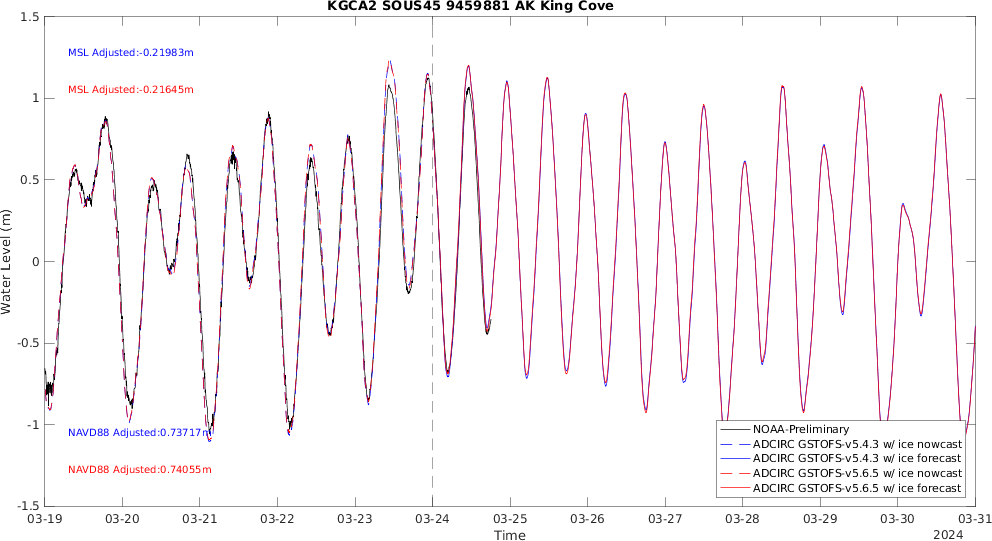 KGCA2 SOUS45 9459881 AK King Cove
MSL Adjusted:-0.21983m
MSL Adjusted:-0.21645m
NAVD88 Adjusted:0.73717m
NAVD88 Adjusted:0.74055m
Water Level (m)
1.5
1
0.5
0
-0.5
-1
-1.5
NOAA-Preliminary
ADCIRC GSTOFS-v5.4.3 w/ ice nowcast
ADCIRC GSTOFS-v5.4.3 w/ ice forecast
ADCIRC GSTOFS-v5.6.5 w/ ice nowcast
ADCIRC GSTOFS-v5.6.5 w/ ice forecast
03-19 03-20 03-21 03-22 03-23 03-24 03-25 03-26 03-27 03-28 03-29 03-30 03-31
Time
2024